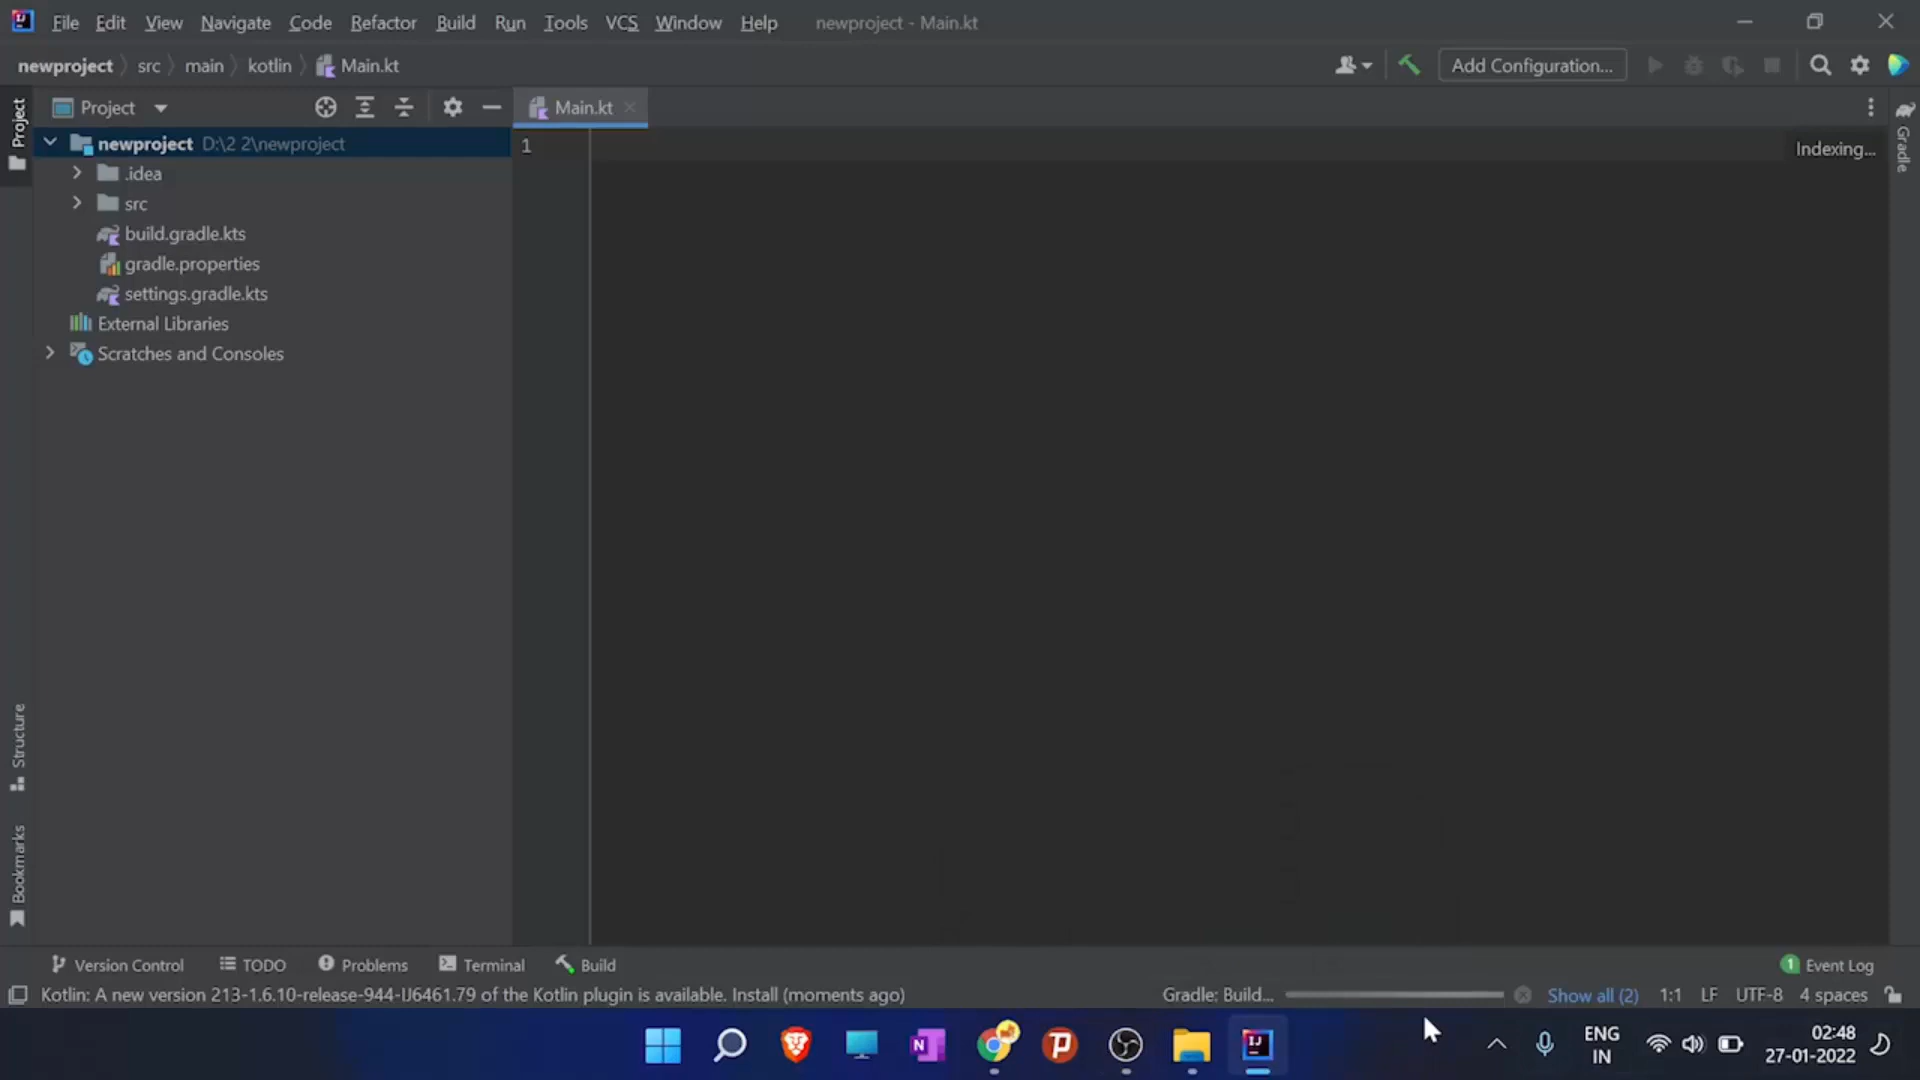 File Edit View Navigate Code Refactor Build Run Tools VCS Window Help newproject - Main.kt
newproject src main kotlin Main.kt Add Configuration...
Project Project Main.kt
newproject D:\2 2\newproject 1 Indexing...
.idea
src
build.gradle.kts
gradle.properties
settings.gradle.kts
External Libraries
Scratches and Consoles
Gradle
Structure
Bookmarks
Version Control TODO Problems Terminal Build 1 Event Log
Kotlin: A new version 213-1.6.10-release-944-IJ6461.79 of the Kotlin plugin is available. Install (moments ago) Gradle: Build... Show all (2) 1:1 LF UTF-8 4 spaces
ENG 02:48
IN 27-01-2022